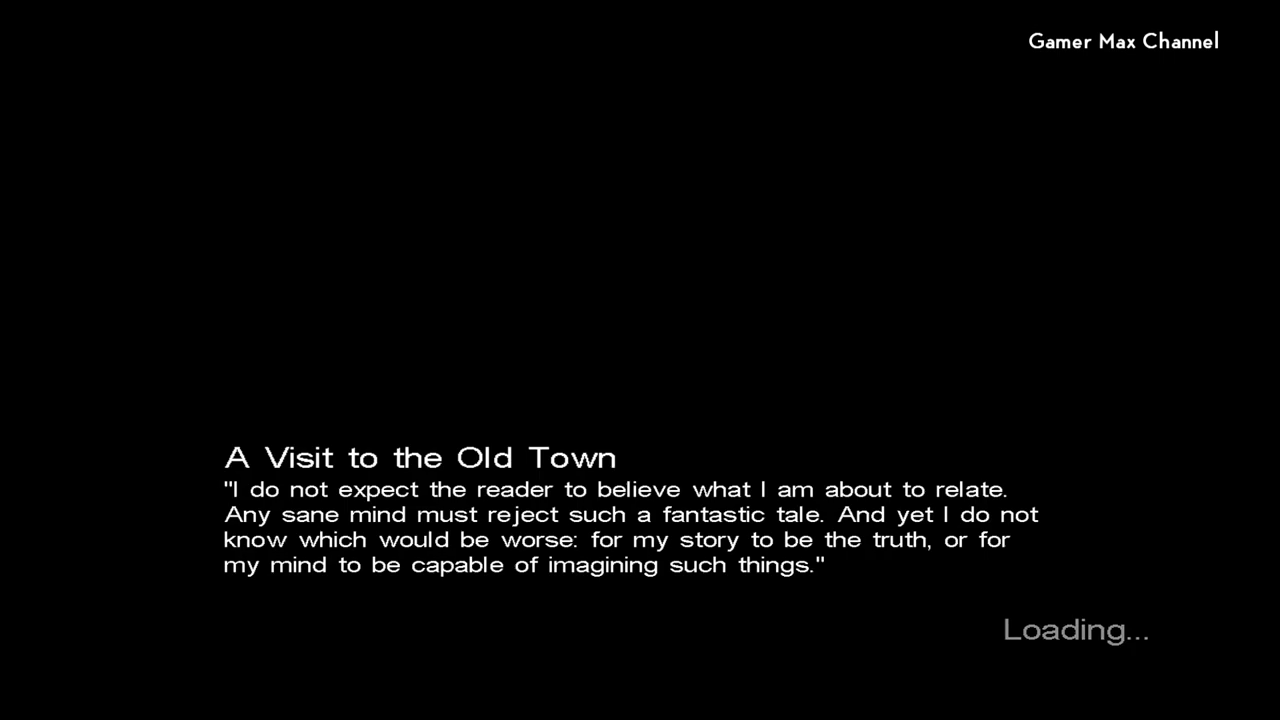 Gamer Max Channel
A Visit to the Old Town
"I do not expect the reader to believe what I am about to relate.
Any sane mind must reject such a fantastic tale. And yet I do not
know which would be worse: for my story to be the truth, or for
my mind to be capable of imagining such things."
Loading...